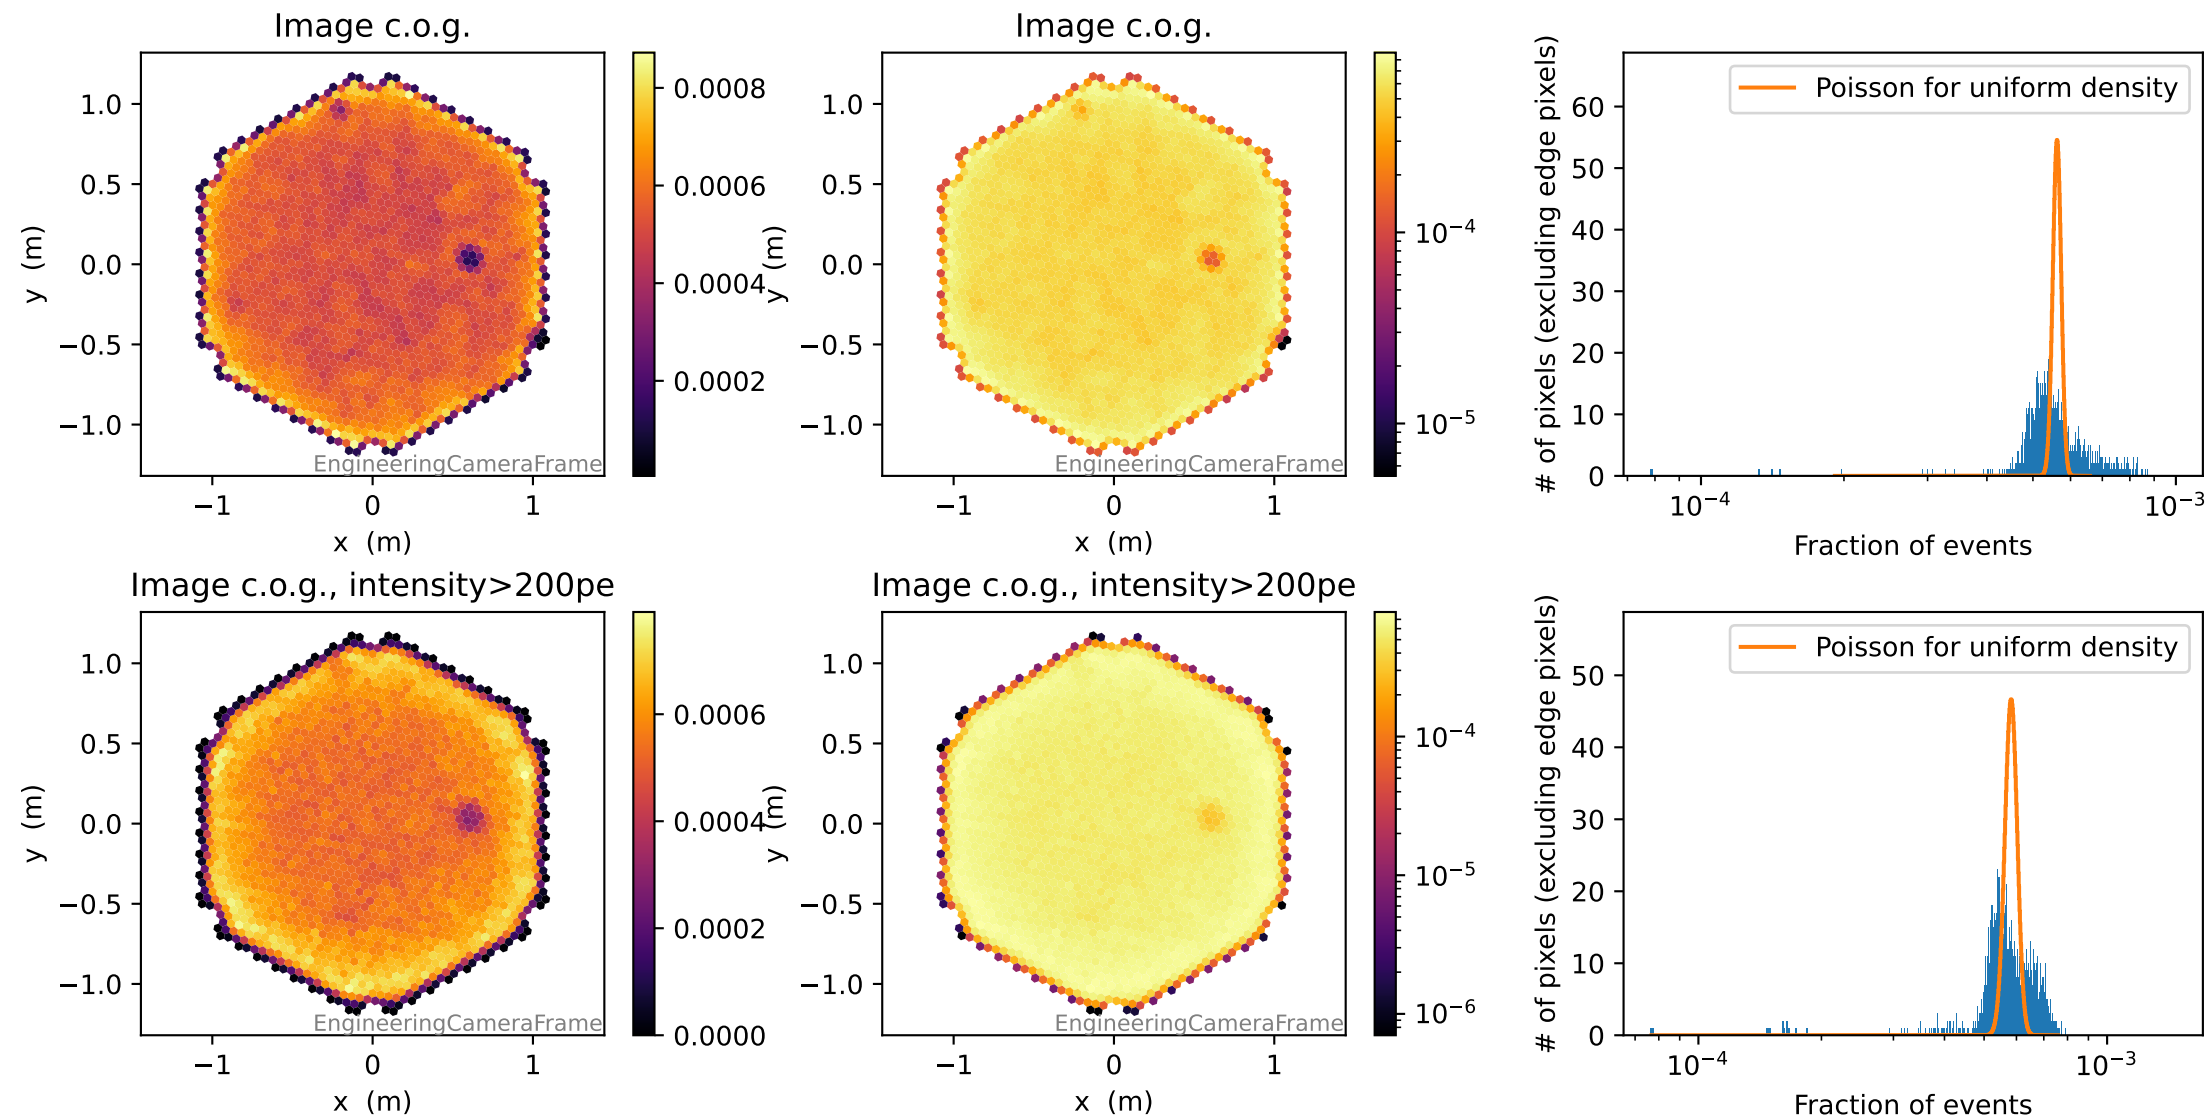 Image c.o.g.
1.0
0.5
0.0
−0.5
−1.0
y (m)
−1
0
1
x (m)
EngineeringCameraFrame
0.0008
0.0006
0.0004
0.0002
Image c.o.g.
1.0
0.5
0.0
−0.5
−1.0
y (m)
−1
0
1
x (m)
EngineeringCameraFrame
10⁻⁴
10⁻⁵
Poisson for uniform density
60
50
40
30
20
10
0
# of pixels (excluding edge pixels)
10⁻⁴
10⁻³
Fraction of events
Image c.o.g., intensity>200pe
1.0
0.5
0.0
−0.5
−1.0
y (m)
−1
0
1
x (m)
EngineeringCameraFrame
0.0006
0.0004
0.0002
0.0000
Image c.o.g., intensity>200pe
1.0
0.5
0.0
−0.5
−1.0
y (m)
−1
0
1
x (m)
EngineeringCameraFrame
10⁻⁴
10⁻⁵
10⁻⁶
Poisson for uniform density
50
40
30
20
10
0
# of pixels (excluding edge pixels)
10⁻⁴
10⁻³
Fraction of events